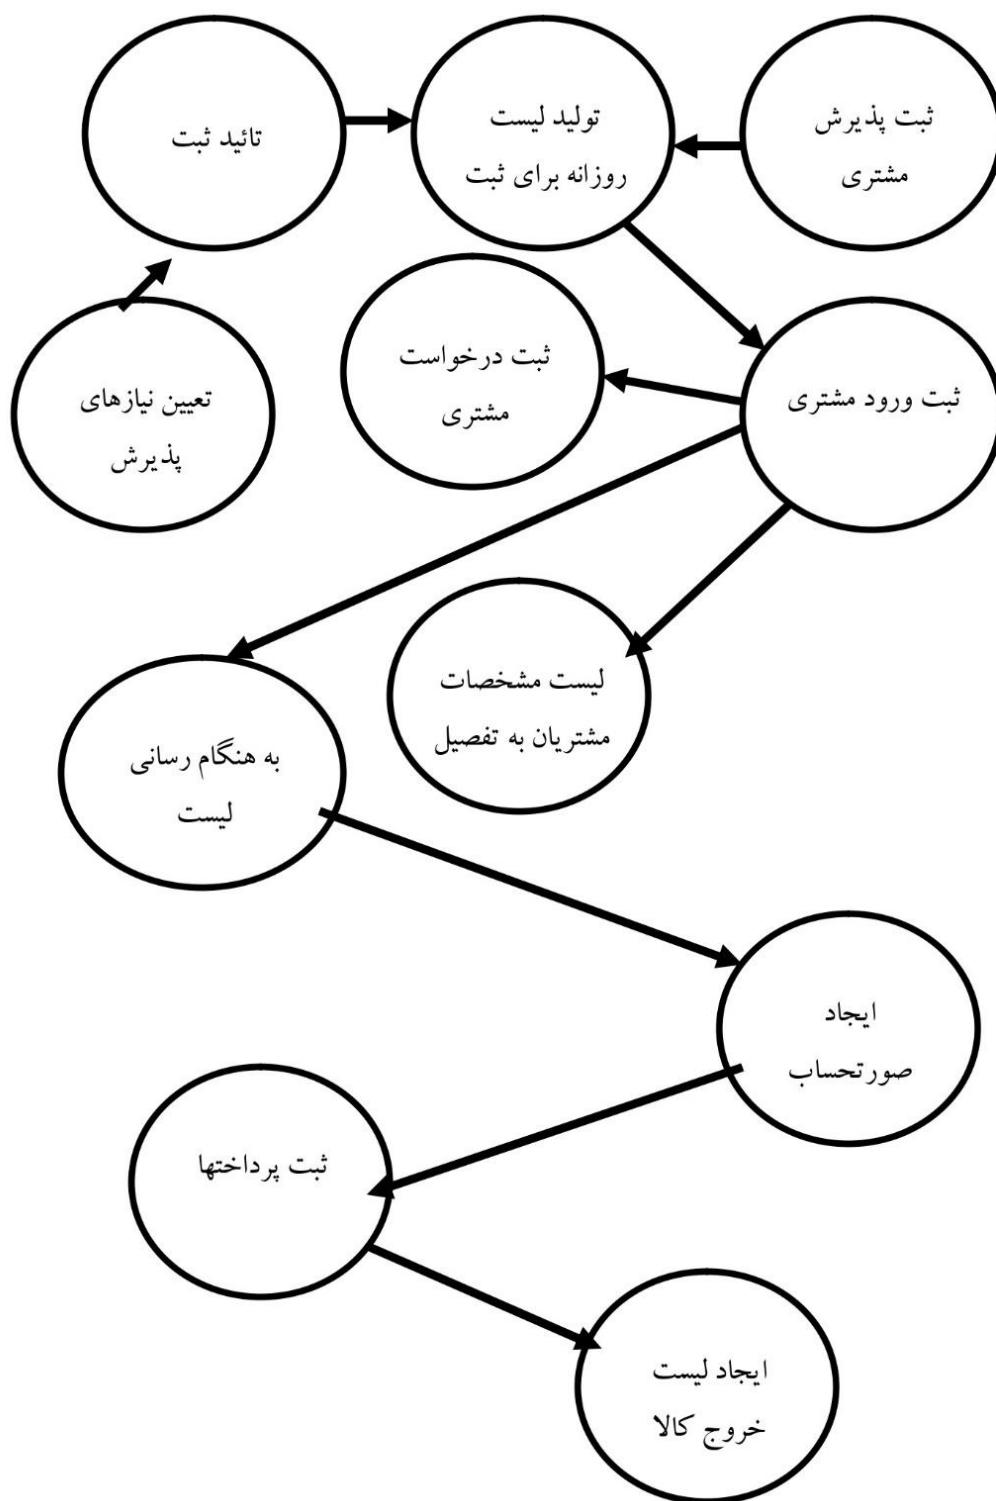 ثبت پذیرش
مشتری
تولید لیست
روزانه برای ثبت
تائید ثبت
ثبت ورود مشتری
ثبت درخواست
مشتری
تعیین نیازهای
پذیرش
لیست مشخصات
مشتریان به تفصیل
به هنگام رسانی
لیست
ایجاد
صورتحساب
ثبت پرداختها
ایجاد لیست
خروج کالا